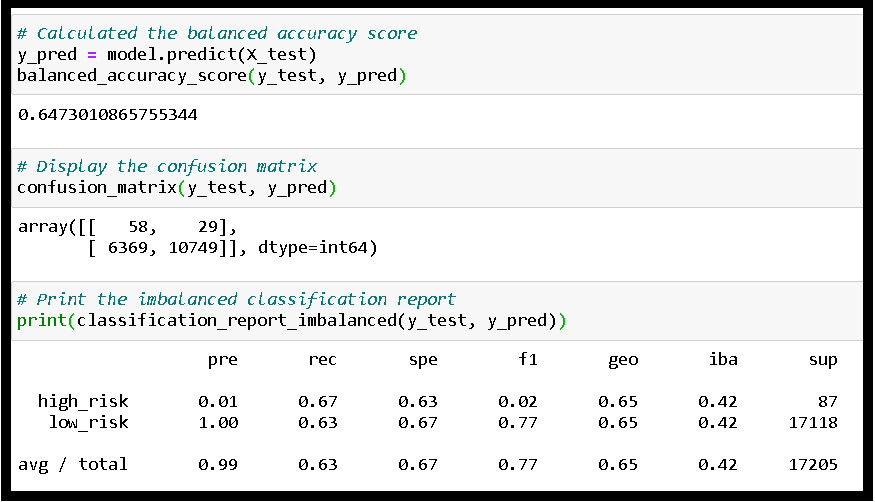 # Calculated the balanced accuracy score
y_pred = model.predict(X_test)
balanced_accuracy_score(y_test, y_pred)
0.6473010865755344
# Display the confusion matrix
confusion_matrix(y_test, y_pred)
array([[   58,    29],
       [ 6369, 10749]], dtype=int64)
# Print the imbalanced classification report
print(classification_report_imbalanced(y_test, y_pred))
pre rec spe f1 geo iba sup
high_risk 0.01 0.67 0.63 0.02 0.65 0.42 87
low_risk 1.00 0.63 0.67 0.77 0.65 0.42 17118
avg / total 0.99 0.63 0.67 0.77 0.65 0.42 17205